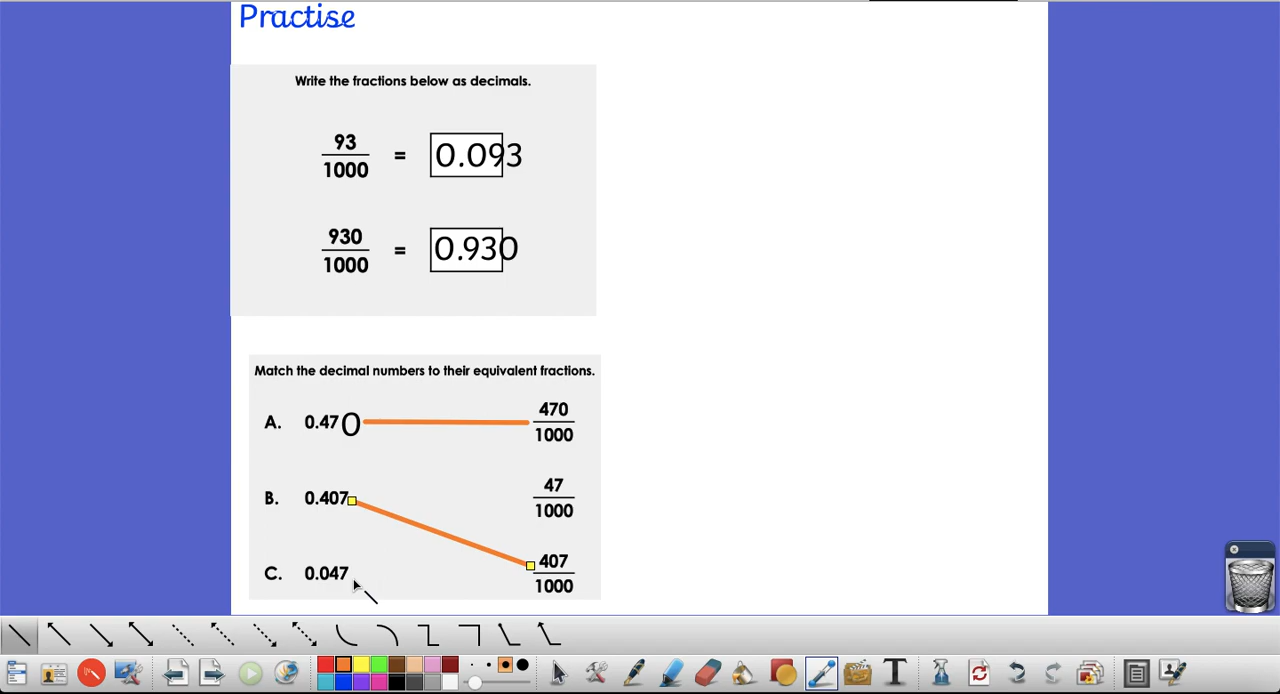 Practise
Write the fractions below as decimals.
93
1000
=
0.093
930
1000
=
0.930
Match the decimal numbers to their equivalent fractions.
A. 0.470
470
1000
B. 0.407
47
1000
C. 0.047
407
1000
T